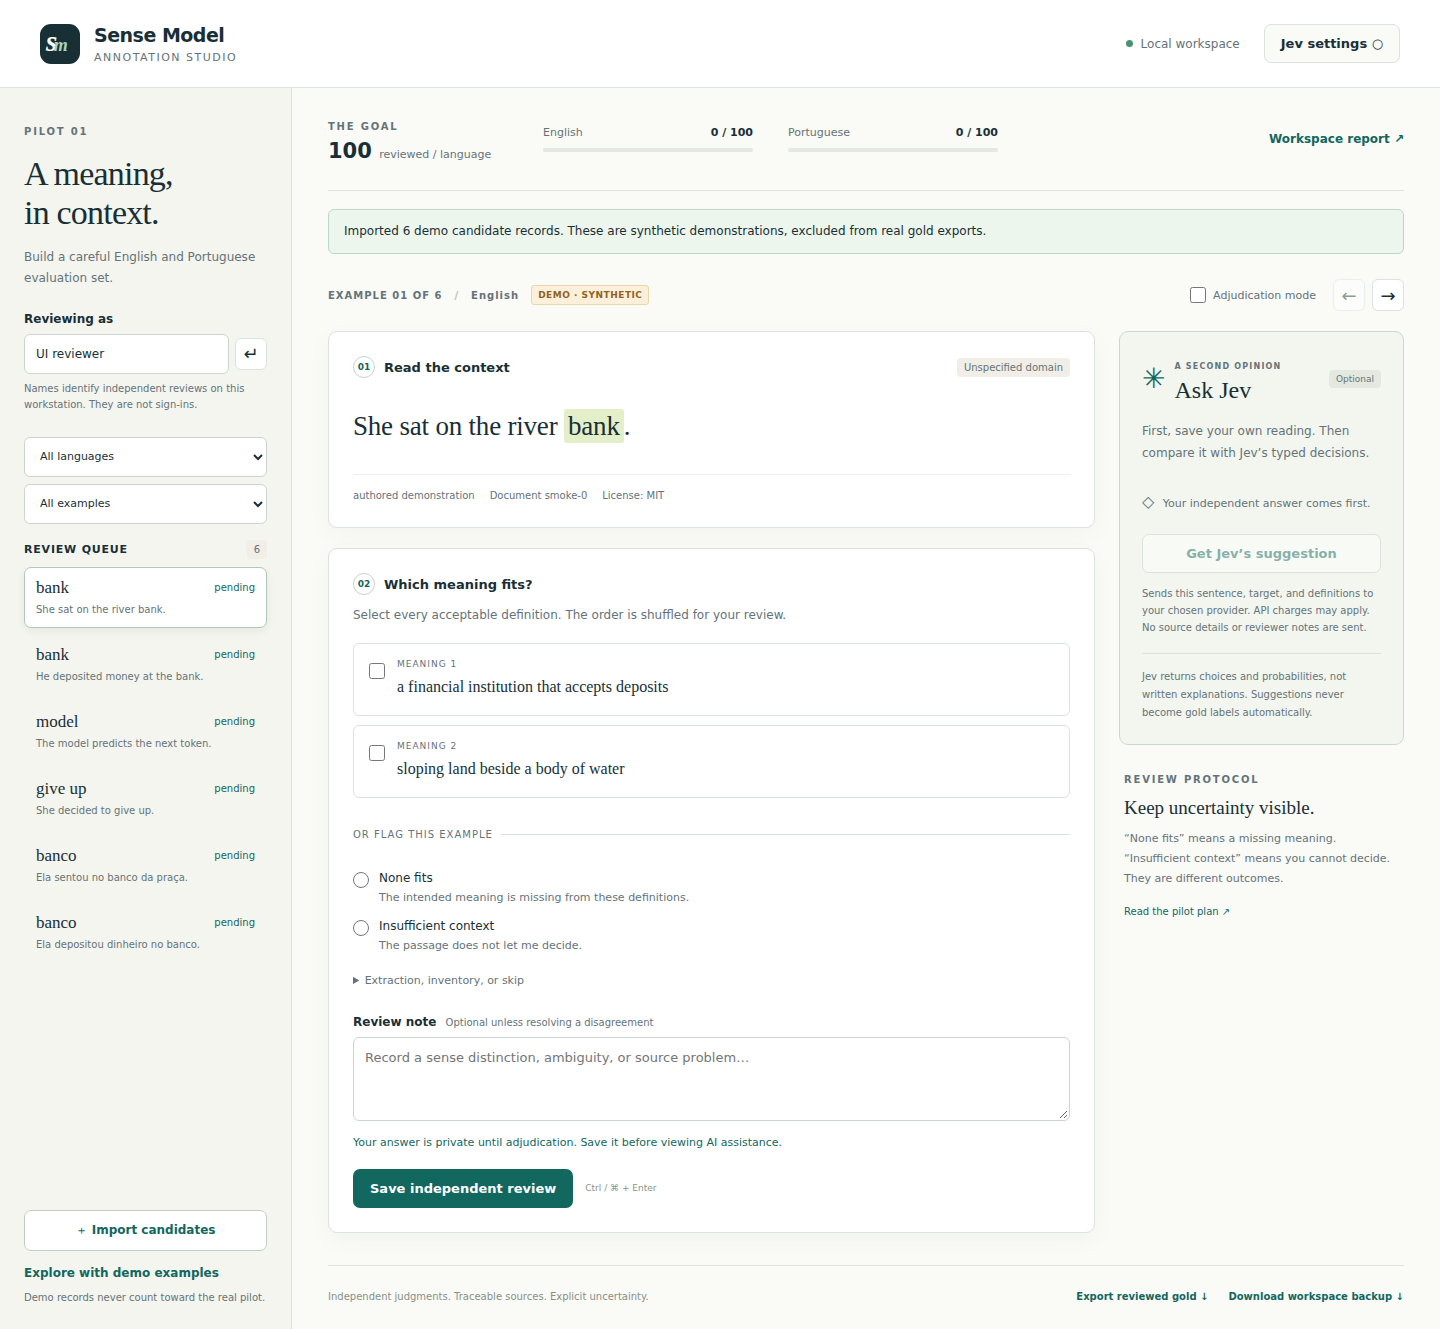 Sm
Sense Model
ANNOTATION STUDIO
Local workspace
Jev settings
PILOT 01
A meaning,
in context.
Build a careful English and Portuguese
evaluation set.
Reviewing as
UI reviewer
↵
Names identify independent reviews on this
workstation. They are not sign-ins.
All languages
All examples
REVIEW QUEUE 6
bank pending
She sat on the river bank.
bank pending
He deposited money at the bank.
model pending
The model predicts the next token.
give up pending
She decided to give up.
banco pending
Ela sentou no banco da praça.
banco pending
Ela depositou dinheiro no banco.
+ Import candidates
Explore with demo examples
Demo records never count toward the real pilot.
THE GOAL
100 reviewed / language
English 0 / 100
Portuguese 0 / 100
Workspace report ↗
Imported 6 demo candidate records. These are synthetic demonstrations, excluded from real gold exports.
EXAMPLE 01 OF 6 / English DEMO · SYNTHETIC
Adjudication mode ← →
01 Read the context Unspecified domain
She sat on the river bank.
authored demonstration Document smoke-0 License: MIT
02 Which meaning fits?
Select every acceptable definition. The order is shuffled for your review.
MEANING 1
a financial institution that accepts deposits
MEANING 2
sloping land beside a body of water
OR FLAG THIS EXAMPLE
None fits
The intended meaning is missing from these definitions.
Insufficient context
The passage does not let me decide.
Extraction, inventory, or skip
Review note Optional unless resolving a disagreement
Record a sense distinction, ambiguity, or source problem…
Your answer is private until adjudication. Save it before viewing AI assistance.
Save independent review Ctrl / ⌘ + Enter
A SECOND OPINION
Ask Jev
Optional
First, save your own reading. Then
compare it with Jev’s typed decisions.
Your independent answer comes first.
Get Jev’s suggestion
Sends this sentence, target, and definitions to
your chosen provider. API charges may apply.
No source details or reviewer notes are sent.
Jev returns choices and probabilities, not
written explanations. Suggestions never
become gold labels automatically.
REVIEW PROTOCOL
Keep uncertainty visible.
“None fits” means a missing meaning.
“Insufficient context” means you cannot decide.
They are different outcomes.
Read the pilot plan ↗
Independent judgments. Traceable sources. Explicit uncertainty.
Export reviewed gold ↓ Download workspace backup ↓